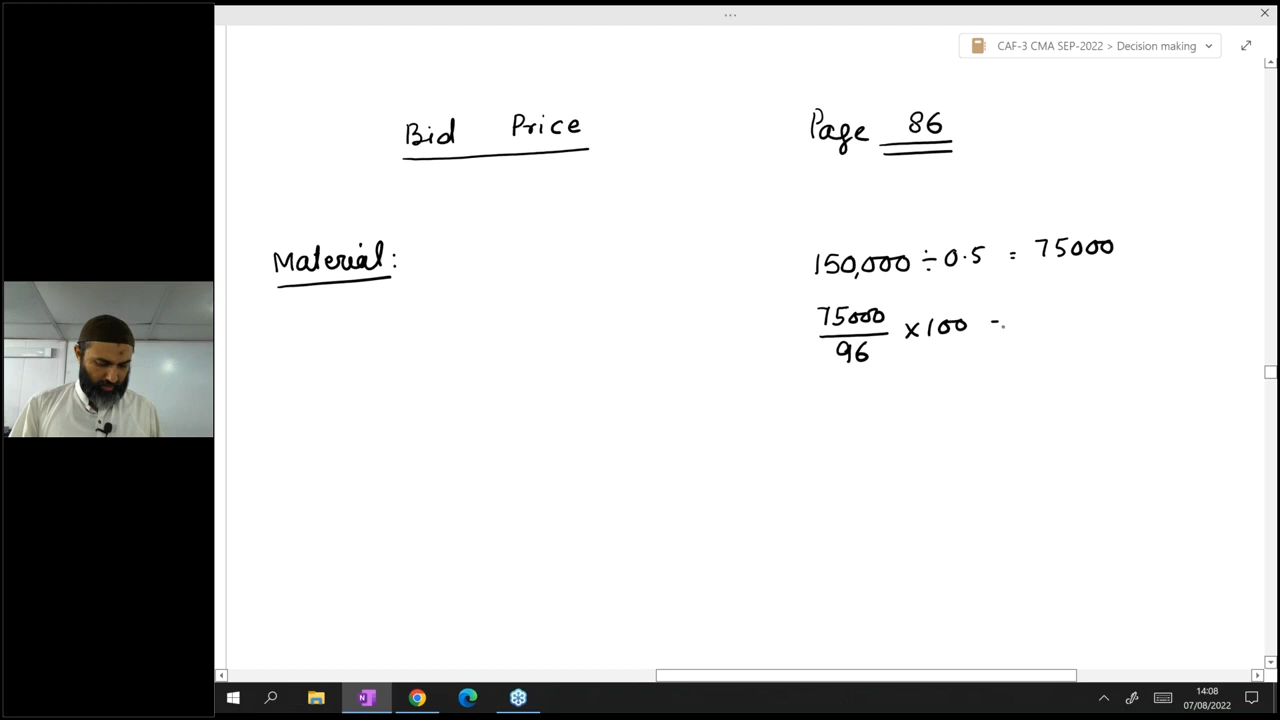 CAF-3 CMA SEP-2022 > Decision making
Bid Price
Page 86
Material:
150,000 ÷ 0.5 = 75000
75000
96
× 100 =
14:08
07/08/2022